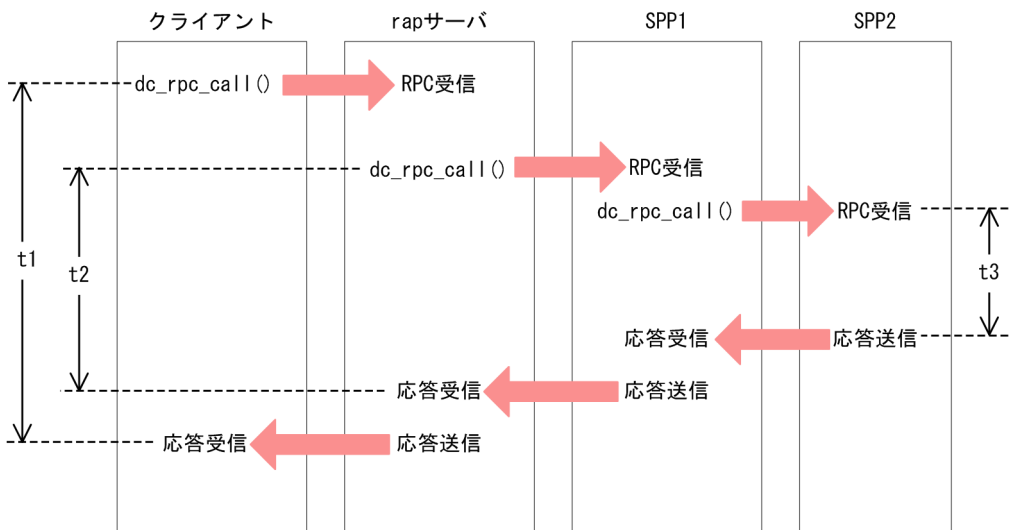 クライアント rapサーバ SPP1 SPP2
dc_rpc_call() RPC受信
dc_rpc_call() RPC受信
dc_rpc_call() RPC受信
t1
t2
t3
応答受信 応答送信
応答受信 応答送信
応答受信 応答送信